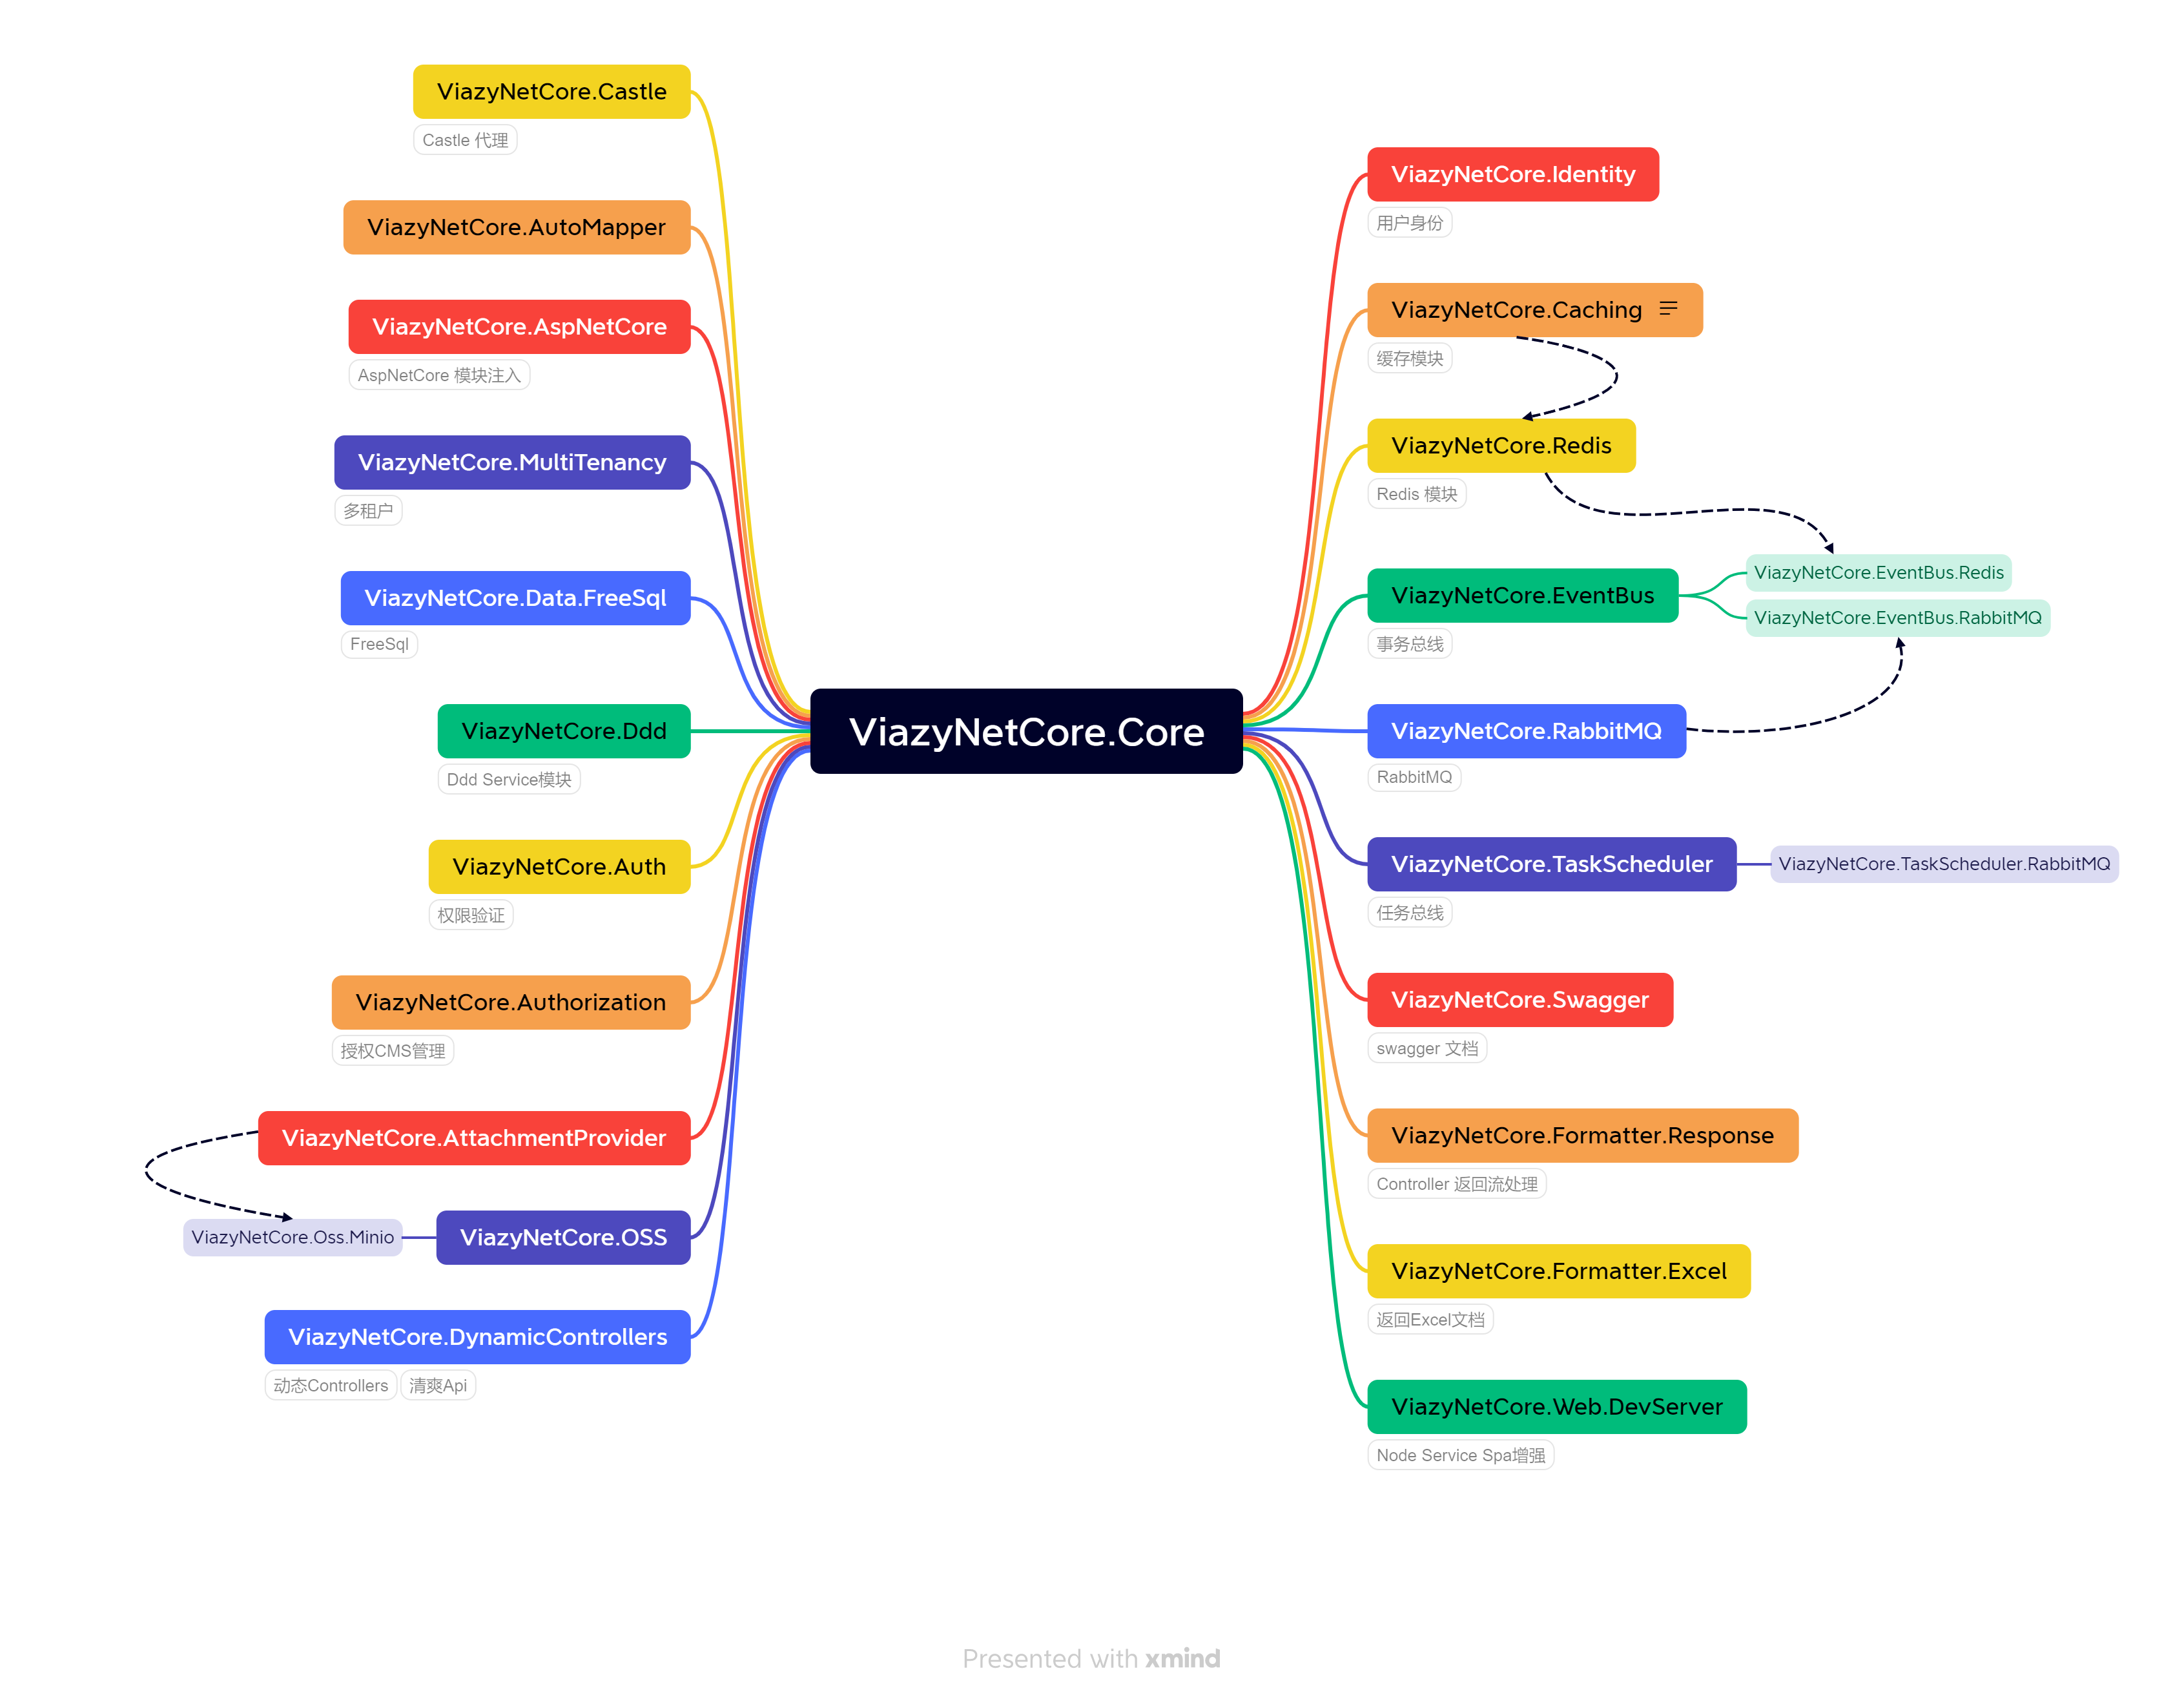 ViazyNetCore.Castle
Castle 代理
ViazyNetCore.AutoMapper
ViazyNetCore.AspNetCore
AspNetCore 模块注入
ViazyNetCore.MultiTenancy
多租户
ViazyNetCore.Data.FreeSql
FreeSql
ViazyNetCore.Ddd
Ddd Service模块
ViazyNetCore.Auth
权限验证
ViazyNetCore.Authorization
授权CMS管理
ViazyNetCore.AttachmentProvider
ViazyNetCore.Oss.Minio
ViazyNetCore.OSS
ViazyNetCore.DynamicControllers
动态Controllers
清爽Api
ViazyNetCore.Core
ViazyNetCore.Identity
用户身份
ViazyNetCore.Caching
缓存模块
ViazyNetCore.Redis
Redis 模块
ViazyNetCore.EventBus
事务总线
ViazyNetCore.EventBus.Redis
ViazyNetCore.EventBus.RabbitMQ
ViazyNetCore.RabbitMQ
RabbitMQ
ViazyNetCore.TaskScheduler
任务总线
ViazyNetCore.TaskScheduler.RabbitMQ
ViazyNetCore.Swagger
swagger 文档
ViazyNetCore.Formatter.Response
Controller 返回流处理
ViazyNetCore.Formatter.Excel
返回Excel文档
ViazyNetCore.Web.DevServer
Node Service Spa增强
Presented with xmind